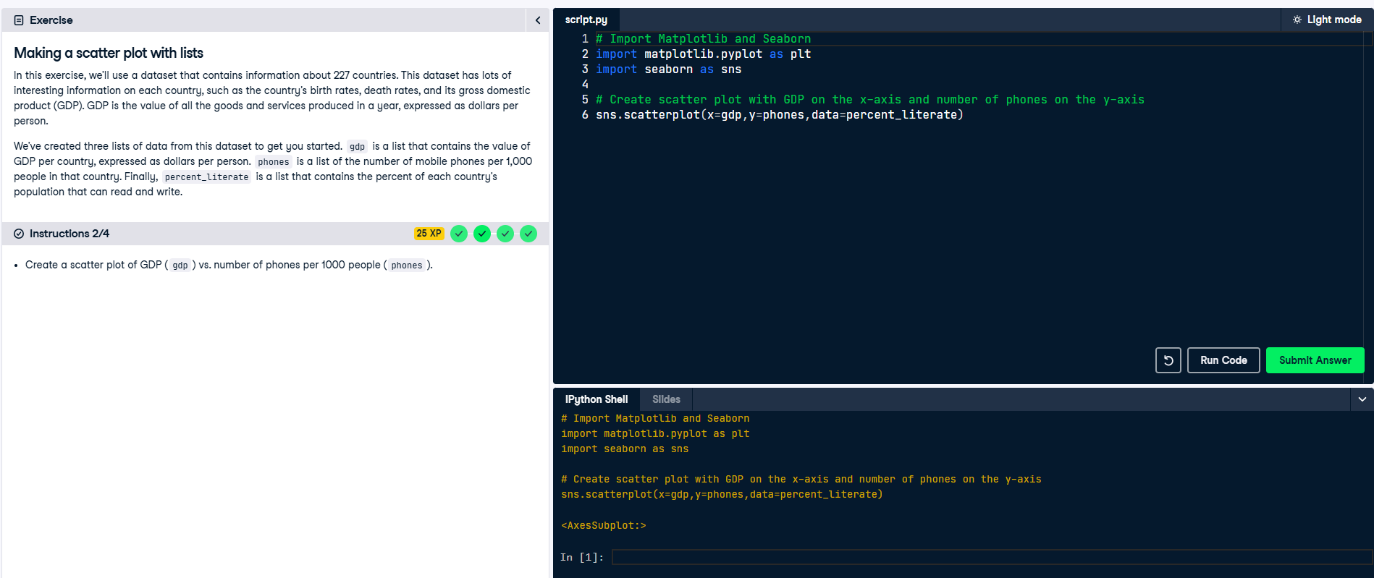 Exercise
Making a scatter plot with lists
In this exercise, we'll use a dataset that contains information about 227 countries. This dataset has lots of
interesting information on each country, such as the country's birth rates, death rates, and its gross domestic
product (GDP). GDP is the value of all the goods and services produced in a year, expressed as dollars per
person.
We've created three lists of data from this dataset to get you started. gdp is a list that contains the value of
GDP per country, expressed as dollars per person. phones is a list of the number of mobile phones per 1,000
people in that country. Finally, percent_literate is a list that contains the percent of each country's
population that can read and write.
Instructions 2/4
25 XP
Create a scatter plot of GDP ( gdp ) vs. number of phones per 1000 people ( phones ).
script.py
Light mode
1 # Import Matplotlib and Seaborn
2 import matplotlib.pyplot as plt
3 import seaborn as sns
4
5 # Create scatter plot with GDP on the x-axis and number of phones on the y-axis
6 sns.scatterplot(x=gdp,y=phones,data=percent_literate)
Run Code
Submit Answer
IPython Shell
Slides
# Import Matplotlib and Seaborn
import matplotlib.pyplot as plt
import seaborn as sns
# Create scatter plot with GDP on the x-axis and number of phones on the y-axis
sns.scatterplot(x=gdp,y=phones,data=percent_literate)
<AxesSubplot:>
In [1]: